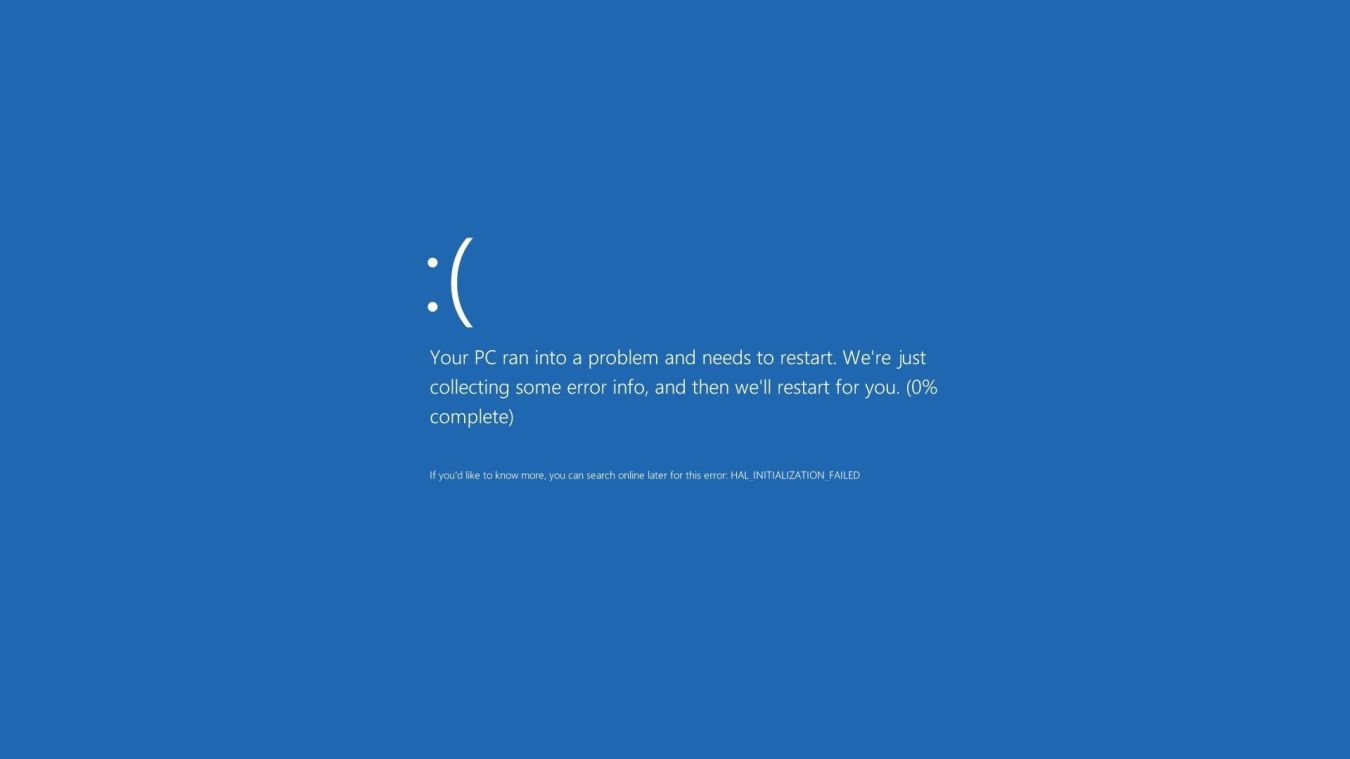 :(
Your PC ran into a problem and needs to restart. We're just
collecting some error info, and then we'll restart for you. (0%
complete)
If you'd like to know more, you can search online later for this error: HAL_INITIALIZATION_FAILED